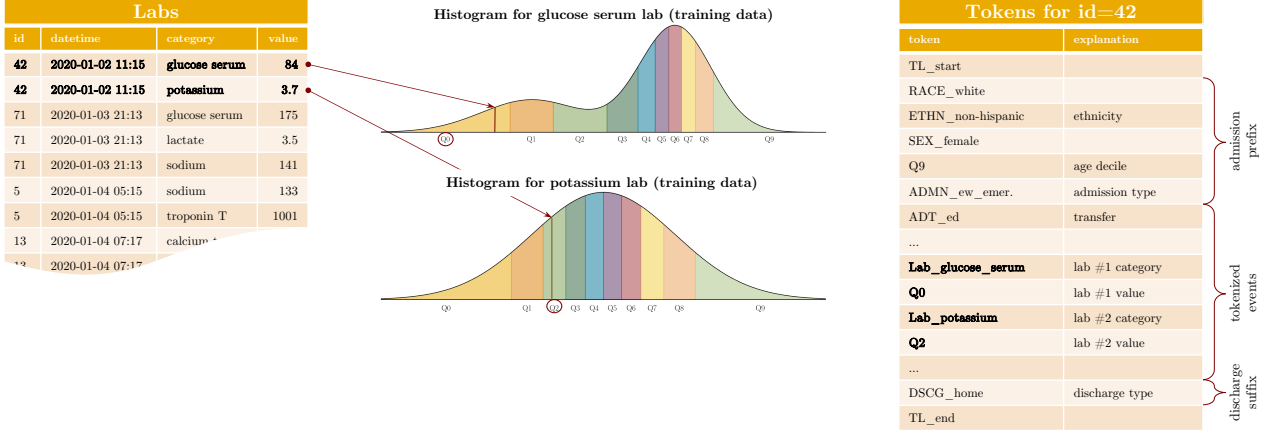 Labs
id datetime category value
42 2020-01-02 11:15 glucose serum 84
42 2020-01-02 11:15 potassium 3.7
71 2020-01-03 21:13 glucose serum 175
71 2020-01-03 21:13 lactate 3.5
71 2020-01-03 21:13 sodium 141
5 2020-01-04 05:15 sodium 133
5 2020-01-04 05:15 troponin T 1001
13 2020-01-04 07:17 calcium
13 2020-01-04 07:17
Histogram for glucose serum lab (training data)
Q0 Q1 Q2 Q3 Q4 Q5 Q6 Q7 Q8 Q9
Histogram for potassium lab (training data)
Q0 Q1 Q2 Q3 Q4 Q5 Q6 Q7 Q8 Q9
Tokens for id=42
token explanation
TL_start
RACE_white
ETHN_non-hispanic ethnicity
SEX_female
Q9 age decile
ADMN_ew_emer. admission type
ADT_ed transfer
...
Lab_glucose_serum lab #1 category
Q0 lab #1 value
Lab_potassium lab #2 category
Q2 lab #2 value
...
DSCG_home discharge type
TL_end
admission
prefix
tokenized
events
discharge
suffix